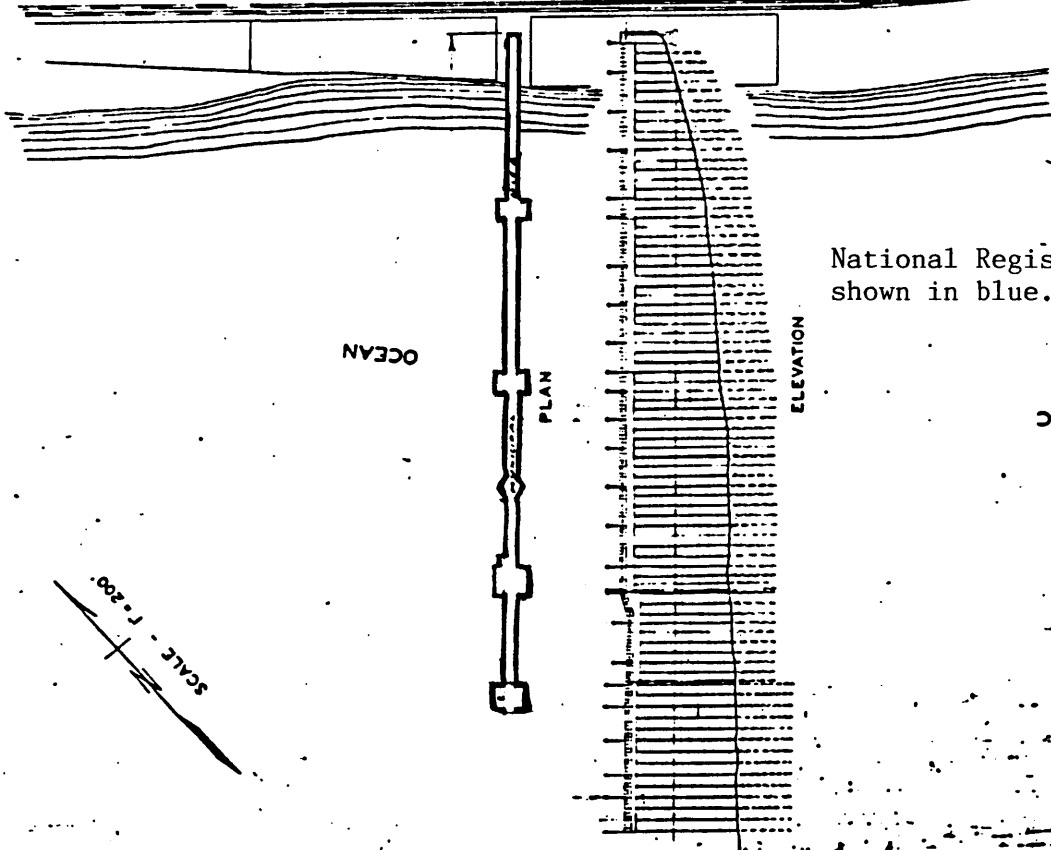 National Regis
shown in blue.
OCEAN
PLAN
ELEVATION
SCALE - 1"=200'